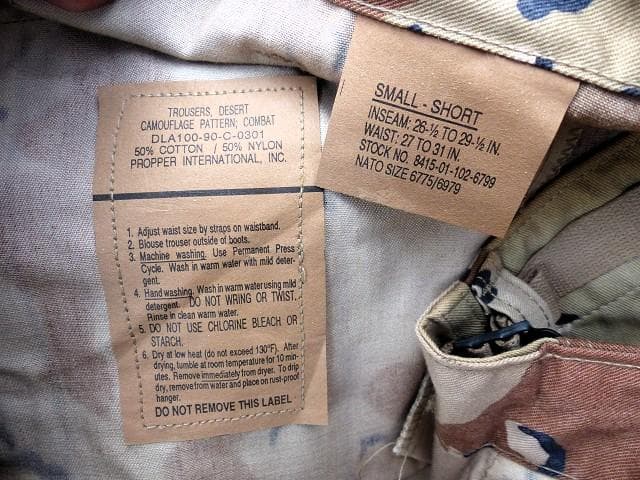 TROUSERS, DESERT
CAMOUFLAGE PATTERN; COMBAT
DLA100-90-C-0301
50% COTTON / 50% NYLON
PROPPER INTERNATIONAL, INC.
1. Adjust waist size by straps on waistband.
2. Blouse trouser outside of boots.
3. Machine washing. Use Permanent Press
Cycle. Wash in warm water with mild deter-
gent.
4. Hand washing. Wash in warm water using mild
detergent. DO NOT WRING OR TWIST.
Rinse in clean warm water.
5. DO NOT USE CHLORINE BLEACH OR
STARCH.
6. Dry at low heat (do not exceed 130°F). After
drying, tumble at room temperature for 10 min-
utes. Remove immediately from dryer. To drip
dry, remove from water and place on rust-proof
hanger.
DO NOT REMOVE THIS LABEL
SMALL - SHORT
INSEAM: 26-½ TO 29-½ IN.
WAIST: 27 TO 31 IN.
STOCK NO. 8415-01-102-6799
NATO SIZE 6775/6979